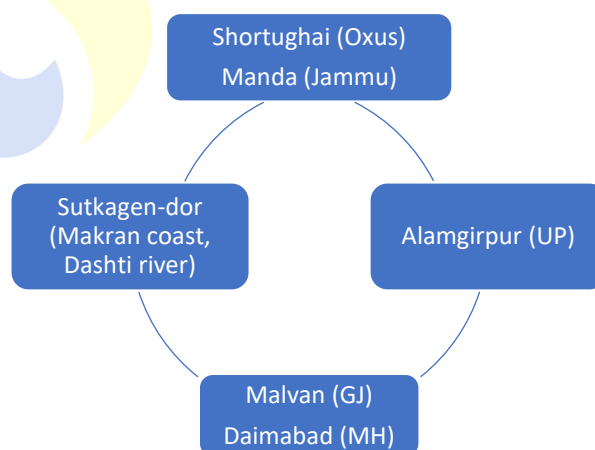 Shortughai (Oxus)
Manda (Jammu)
Sutkagen-dor
(Makran coast,
Dashti river)
Alamgirpur (UP)
Malvan (GJ)
Daimabad (MH)